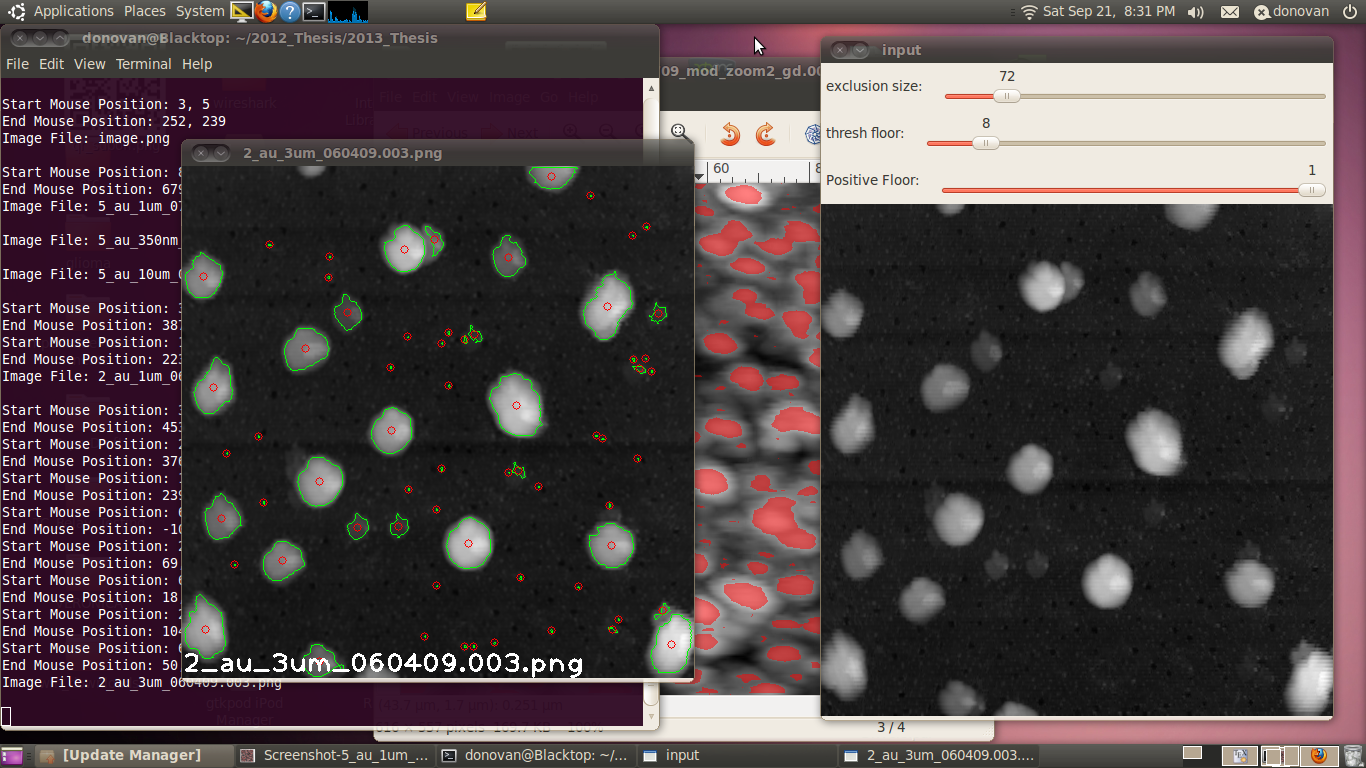 Applications Places System
Sat Sep 21, 8:31 PM
donovan
donovan@Blacktop: ~/2012_Thesis/2013_Thesis
File Edit View Terminal Help
Start Mouse Position: 3, 5
End Mouse Position: 252, 239
Image File: image.png
Start Mouse Position: 8
End Mouse Position: 679
Image File: 5_au_1um_07
Image File: 5_au_350nm_
Image File: 5_au_10um_0
Start Mouse Position: 3
End Mouse Position: 387
Start Mouse Position: 1
End Mouse Position: 223
Image File: 2_au_1um_06
Start Mouse Position: 3
End Mouse Position: 453
Start Mouse Position: 2
End Mouse Position: 376
Start Mouse Position: 1
End Mouse Position: 239
Start Mouse Position: 6
End Mouse Position: -10
Start Mouse Position: 2
End Mouse Position: 69
Start Mouse Position: 6
End Mouse Position: 18
Start Mouse Position: 2
End Mouse Position: 104
Start Mouse Position: 6
End Mouse Position: 50
Image File: 2_au_3um_060409.003.png
2_au_3um_060409.003.png
2_au_3um_060409.003.png
09_mod_zoom2_gd.00
60
8
3 / 4
input
exclusion size:
72
thresh floor:
8
Positive Floor:
1
[Update Manager]
Screenshot-5_au_1um_...
donovan@Blacktop: ~/...
input
2_au_3um_060409.003....